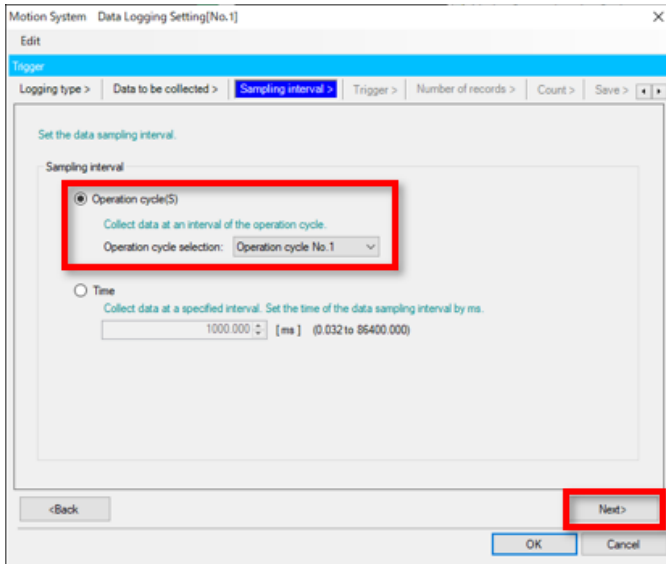 Motion System Data Logging Setting[No.1]
Edit
Trigger
Logging type > Data to be collected > Sampling interval > Trigger > Number of records > Count > Save >
Set the data sampling interval.
Sampling interval
Operation cycle(S)
Collect data at an interval of the operation cycle.
Operation cycle selection: Operation cycle No.1
Time
Collect data at a specified interval. Set the time of the data sampling interval by ms.
1000.000 [ms] (0.032 to 86400.000)
<Back Next>
OK Cancel